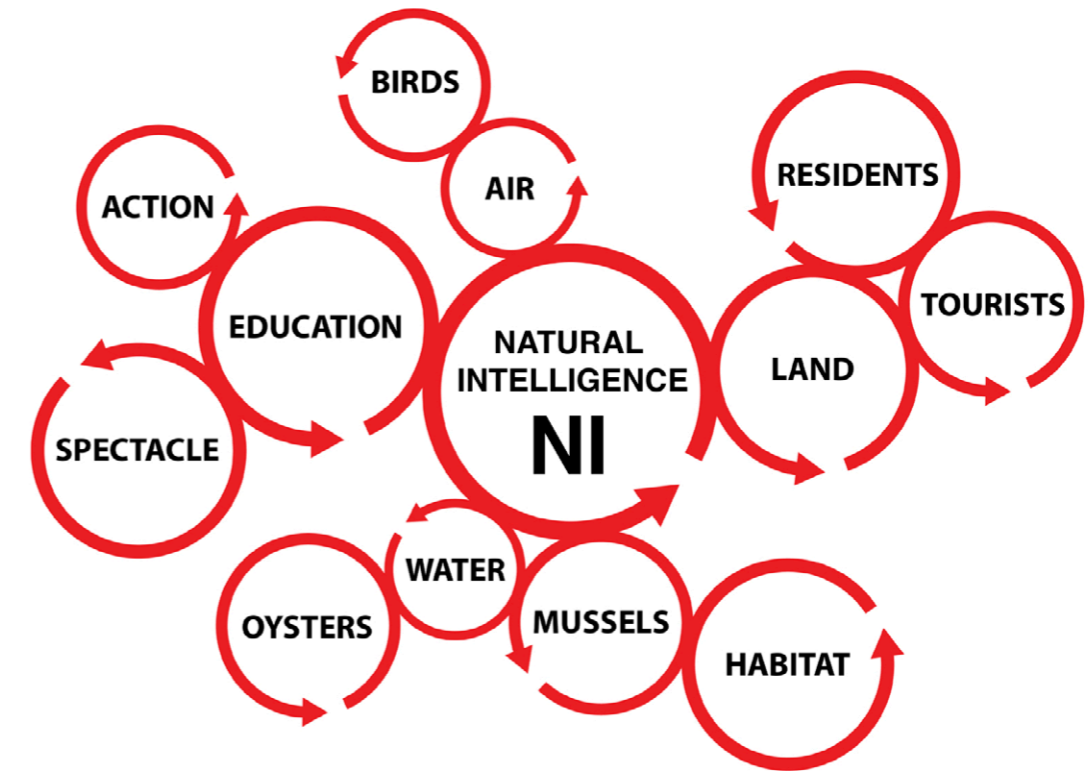 BIRDS
ACTION
AIR
RESIDENTS
EDUCATION
TOURISTS
NATURAL
INTELLIGENCE
NI
LAND
SPECTACLE
WATER
OYSTERS
MUSSELS
HABITAT